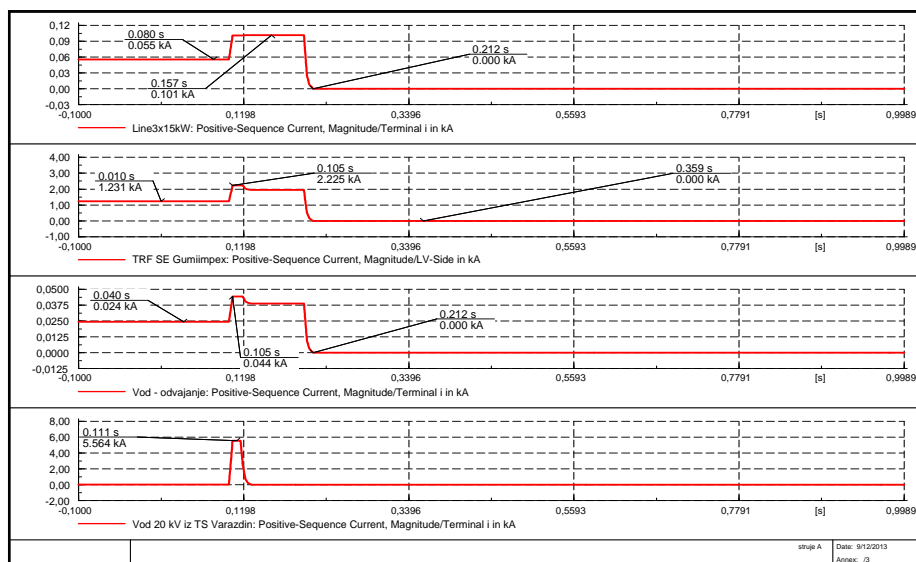 0,12
0,09
0,06
0,03
0,00
-0,03
-0,1000 0,1198 0,3396 0,5593 0,7791 [s] 0,9989
0.080 s
0.055 kA
0.157 s
0.101 kA
0.212 s
0.000 kA
Line3x15kW: Positive-Sequence Current, Magnitude/Terminal i in kA
4,00
3,00
2,00
1,00
0,00
-1,00
-0,1000 0,1198 0,3396 0,5593 0,7791 [s] 0,9989
0.010 s
1.231 kA
0.105 s
2.225 kA
0.359 s
0.000 kA
TRF SE Gumiimpex: Positive-Sequence Current, Magnitude/LV-Side in kA
0,0500
0,0375
0,0250
0,0125
0,0000
-0,0125
-0,1000 0,1198 0,3396 0,5593 0,7791 [s] 0,9989
0.040 s
0.024 kA
0.105 s
0.044 kA
0.212 s
0.000 kA
Vod - odvajanje: Positive-Sequence Current, Magnitude/Terminal i in kA
8,00
6,00
4,00
2,00
0,00
-2,00
-0,1000 0,1198 0,3396 0,5593 0,7791 [s] 0,9989
0.111 s
5.564 kA
Vod 20 kV iz TS Varazdin: Positive-Sequence Current, Magnitude/Terminal i in kA
struje A
Date: 9/12/2013
Annex: /3